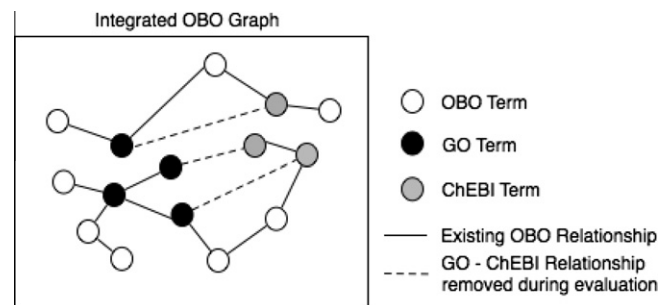 Integrated OBO Graph
OBO Term
GO Term
ChEBI Term
Existing OBO Relationship
GO - ChEBI Relationship
removed during evaluation